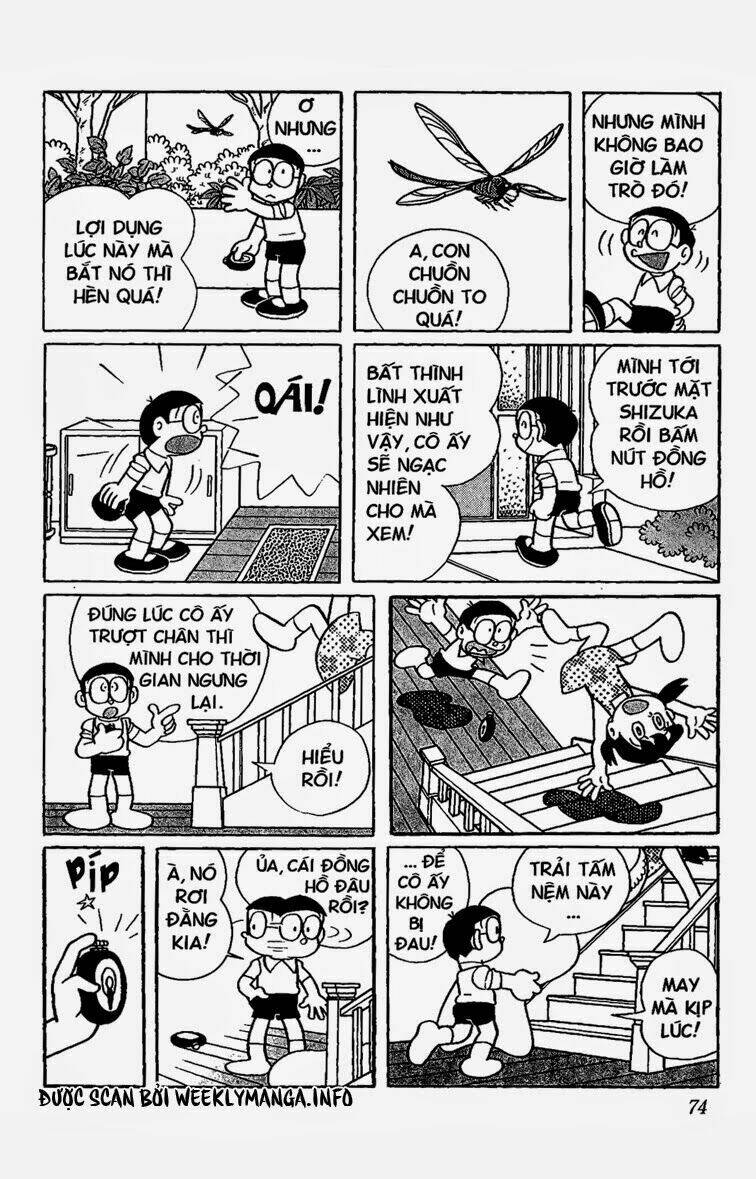 NHƯNG MÌNH
KHÔNG BAO
GIỜ LÀM
TRÒ ĐÓ!
A, CON
CHUỒN
CHUỒN TO
QUÁ!
Ơ
NHƯNG
...
LỢI DỤNG
LÚC NÀY MÀ
BẮT NÓ THÌ
HÈN QUÁ!
MÌNH TỚI
TRƯỚC MẶT
SHIZUKA
RỒI BẤM
NÚT ĐỒNG
HỒ!
BẤT THÌNH
LÌNH XUẤT
HIỆN NHƯ
VẬY, CÔ ẤY
SẼ NGẠC
NHIÊN
CHO MÀ
XEM!
OÁI!
HIỂU
RỒI!
ĐÚNG LÚC CÔ ẤY
TRƯỢT CHÂN THÌ
MÌNH CHO THỜI
GIAN NGƯNG
LẠI.
MAY
MÀ KỊP
LÚC!
TRẢI TẤM
NỆM NÀY
...
... ĐỂ
CÔ ẤY
KHÔNG
BỊ
ĐAU!
ỦA, CÁI ĐỒNG
HỒ ĐÂU
RỒI?
À, NÓ
RƠI
ĐẰNG
KIA!
PÍP
ĐƯỢC SCAN BỞI WEEKLYMANGA.INFO
74